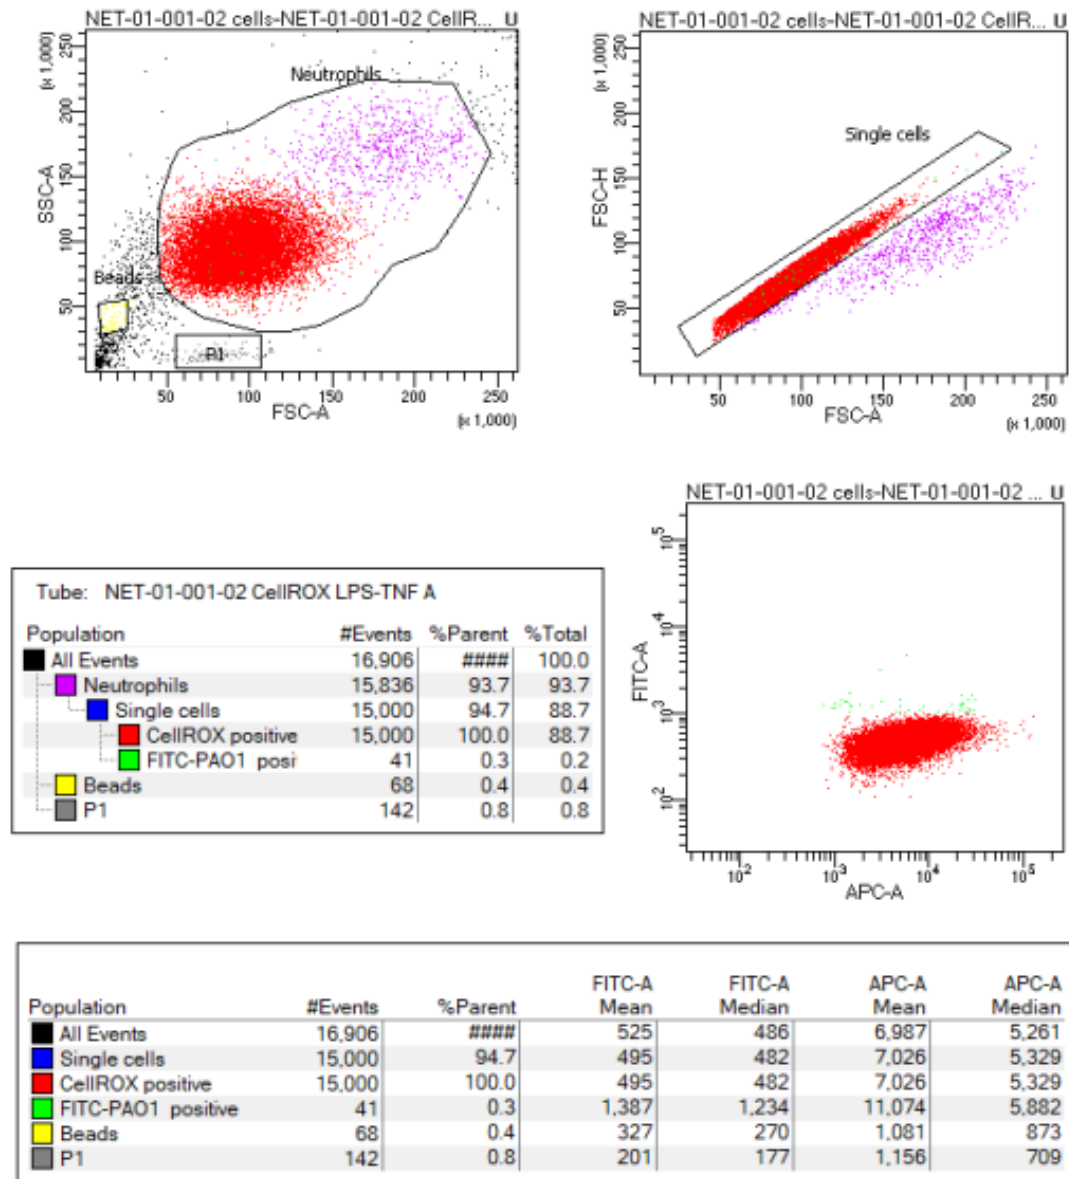 NET-01-001-02 cells-NET-01-001-02 CellR... U
(x 1,000)
250
200
150
100
50
SSC-A
Neutrophils
Beads
P1
50 100 150 200 250
FSC-A
(x 1,000)
NET-01-001-02 cells-NET-01-001-02 CellR... U
(x 1,000)
250
200
150
100
50
FSC-H
Single cells
50 100 150 200 250
FSC-A
(x 1,000)
NET-01-001-02 cells-NET-01-001-02 ... U
10^5
10^4
10^3
10^2
FITC-A
10^2 10^3 10^4 10^5
APC-A
Tube: NET-01-001-02 CellROX LPS-TNF A
Population #Events %Parent %Total
All Events 16,906 #### 100.0
Neutrophils 15,836 93.7 93.7
Single cells 15,000 94.7 88.7
CellROX positive 15,000 100.0 88.7
FITC-PAO1 posi 41 0.3 0.2
Beads 68 0.4 0.4
P1 142 0.8 0.8
FITC-A FITC-A APC-A APC-A
Population #Events %Parent Mean Median Mean Median
All Events 16,906 #### 525 486 6,987 5,261
Single cells 15,000 94.7 495 482 7,026 5,329
CellROX positive 15,000 100.0 495 482 7,026 5,329
FITC-PAO1 positive 41 0.3 1,387 1,234 11,074 5,882
Beads 68 0.4 327 270 1,081 873
P1 142 0.8 201 177 1,156 709